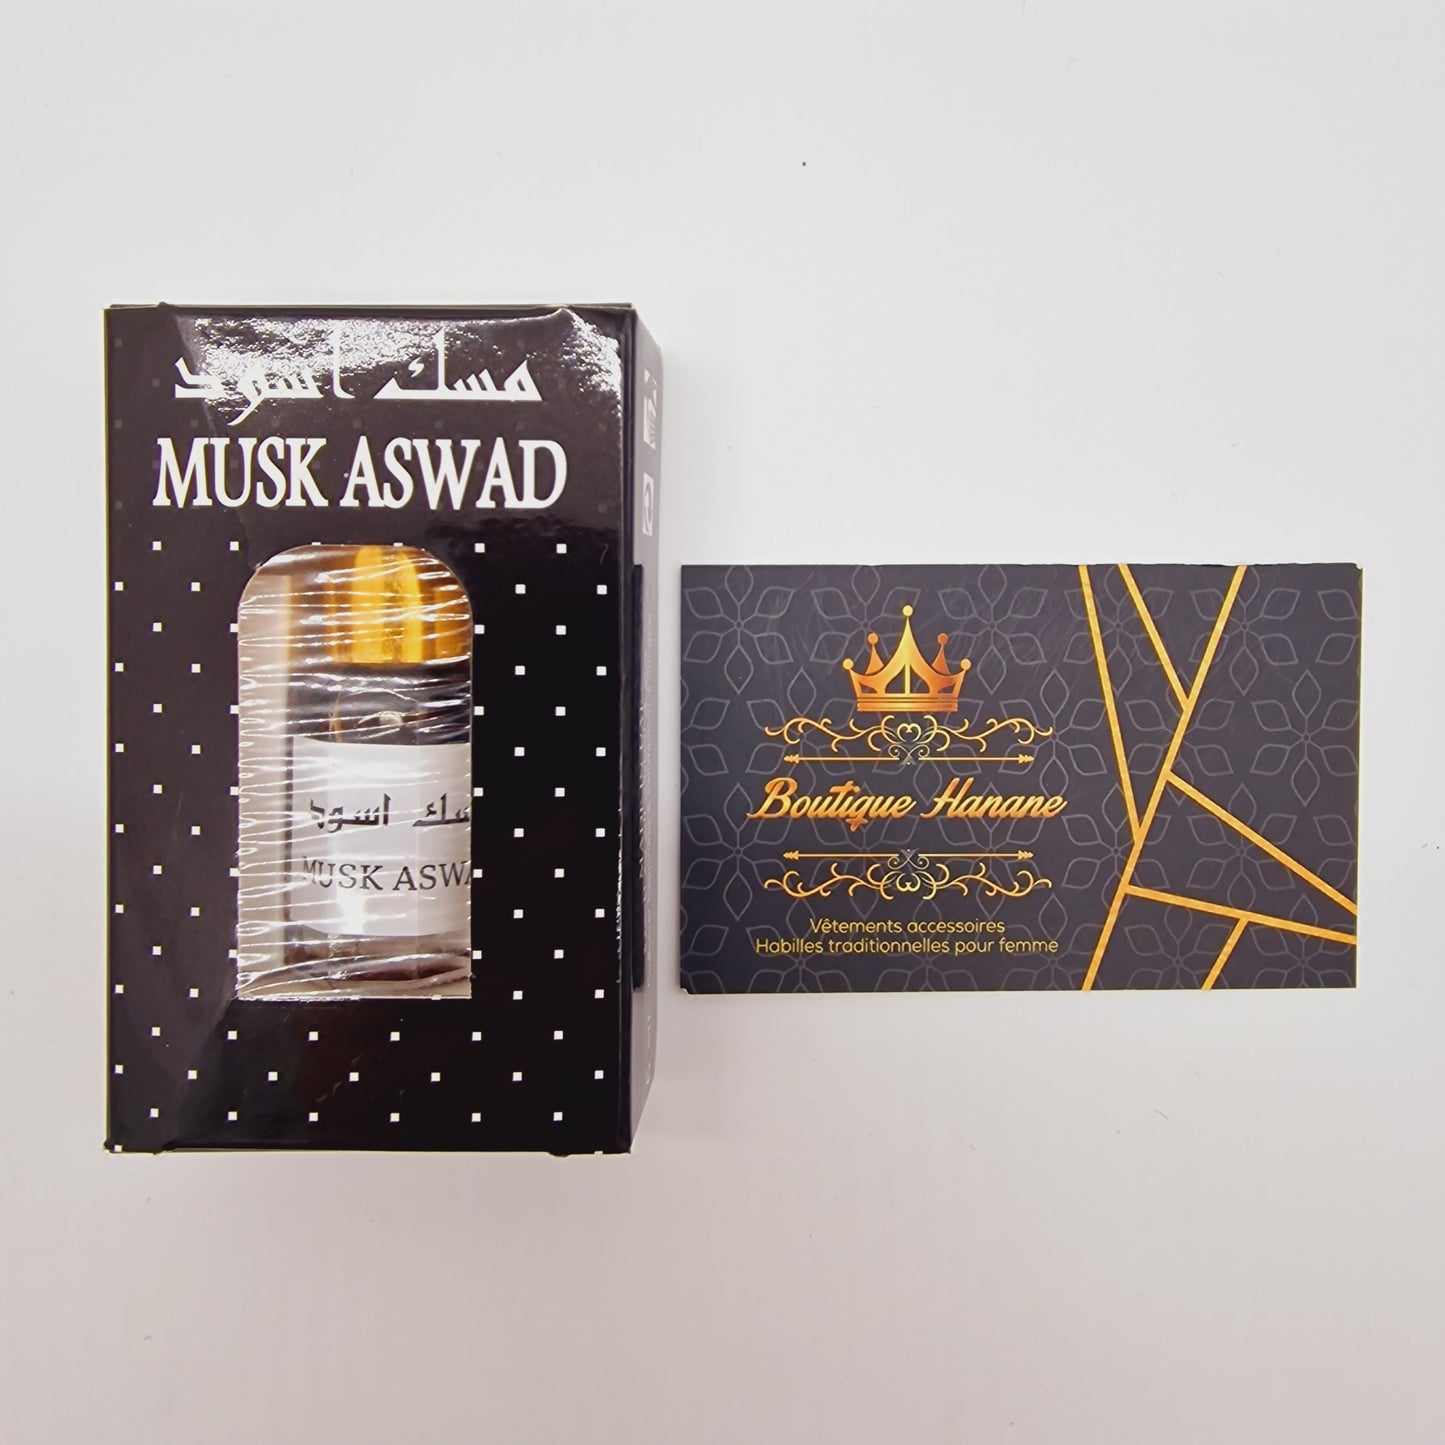 مسك اسود
MUSK ASWAD
مسك اسود
MUSK ASWA
Boutique Hanane
Vêtements accessoires
Habilles traditionnelles pour femme